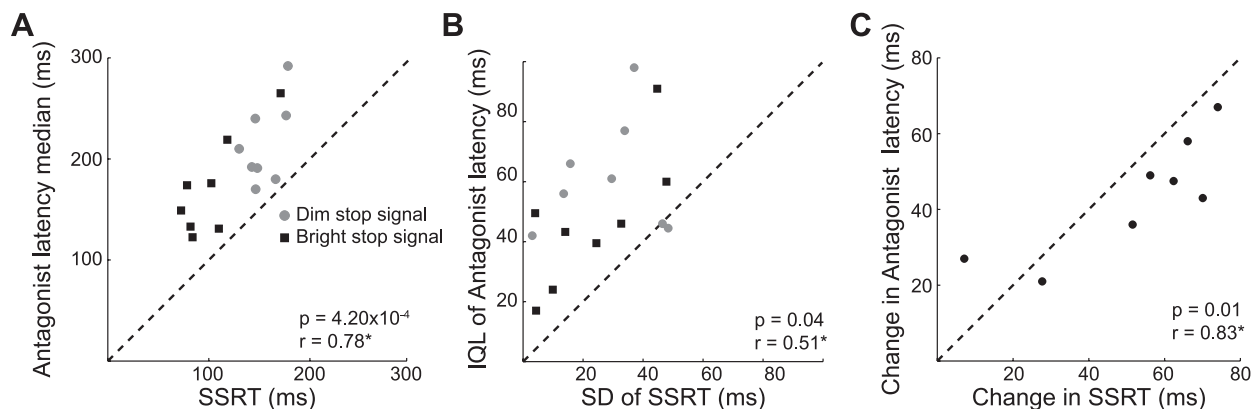 A
Antagonist latency median (ms)
300
200
100
100
200
300
SSRT (ms)
Dim stop signal
Bright stop signal
p = 4.20x10⁻⁴
r = 0.78*
B
IQL of Antagonist latency (ms)
80
60
40
20
20
40
60
80
SD of SSRT (ms)
p = 0.04
r = 0.51*
C
Change in Antagonist latency (ms)
80
60
40
20
0
0
20
40
60
80
Change in SSRT (ms)
p = 0.01
r = 0.83*